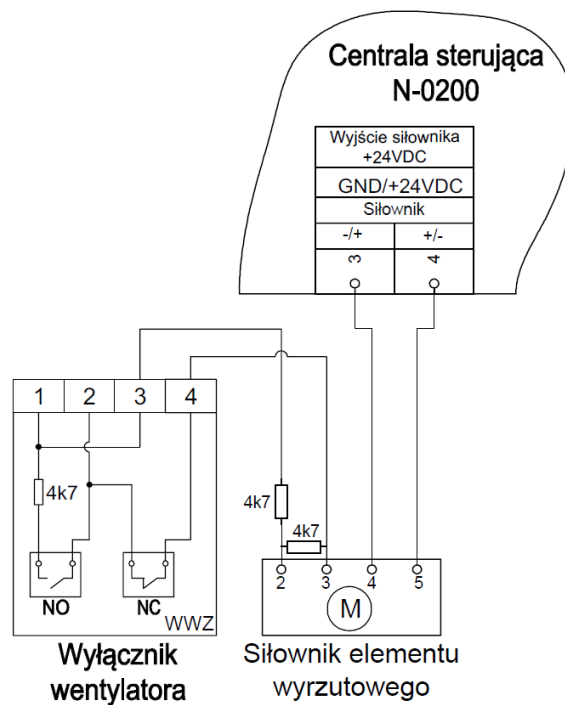 Centrala sterująca
N-0200
Wyjście siłownika
+24VDC
GND/+24VDC
Siłownik
-/+ +/-
3 4
1 2 3 4
4k7
4k7
4k7
NO NC
WWZ
2 3 4 5
M
Wyłącznik
wentylatora
Siłownik elementu
wyrzutowego